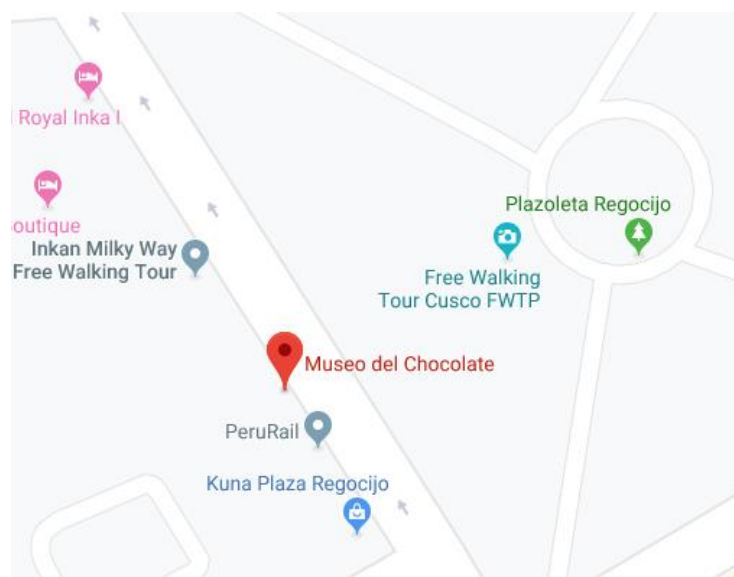 Royal Inka I
Plazoleta Regocijo
outique
Inkan Milky Way
Free Walking Tour
Free Walking
Tour Cusco FWTP
Museo del Chocolate
PeruRail
Kuna Plaza Regocijo